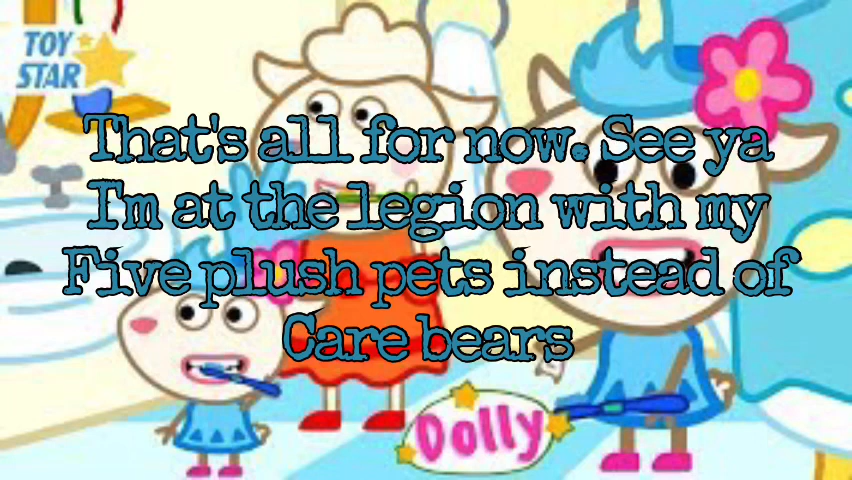 TOY
STAR
That's all for now. See ya
I'm at the legion with my
Five plush pets instead of
Care bears
Dolly